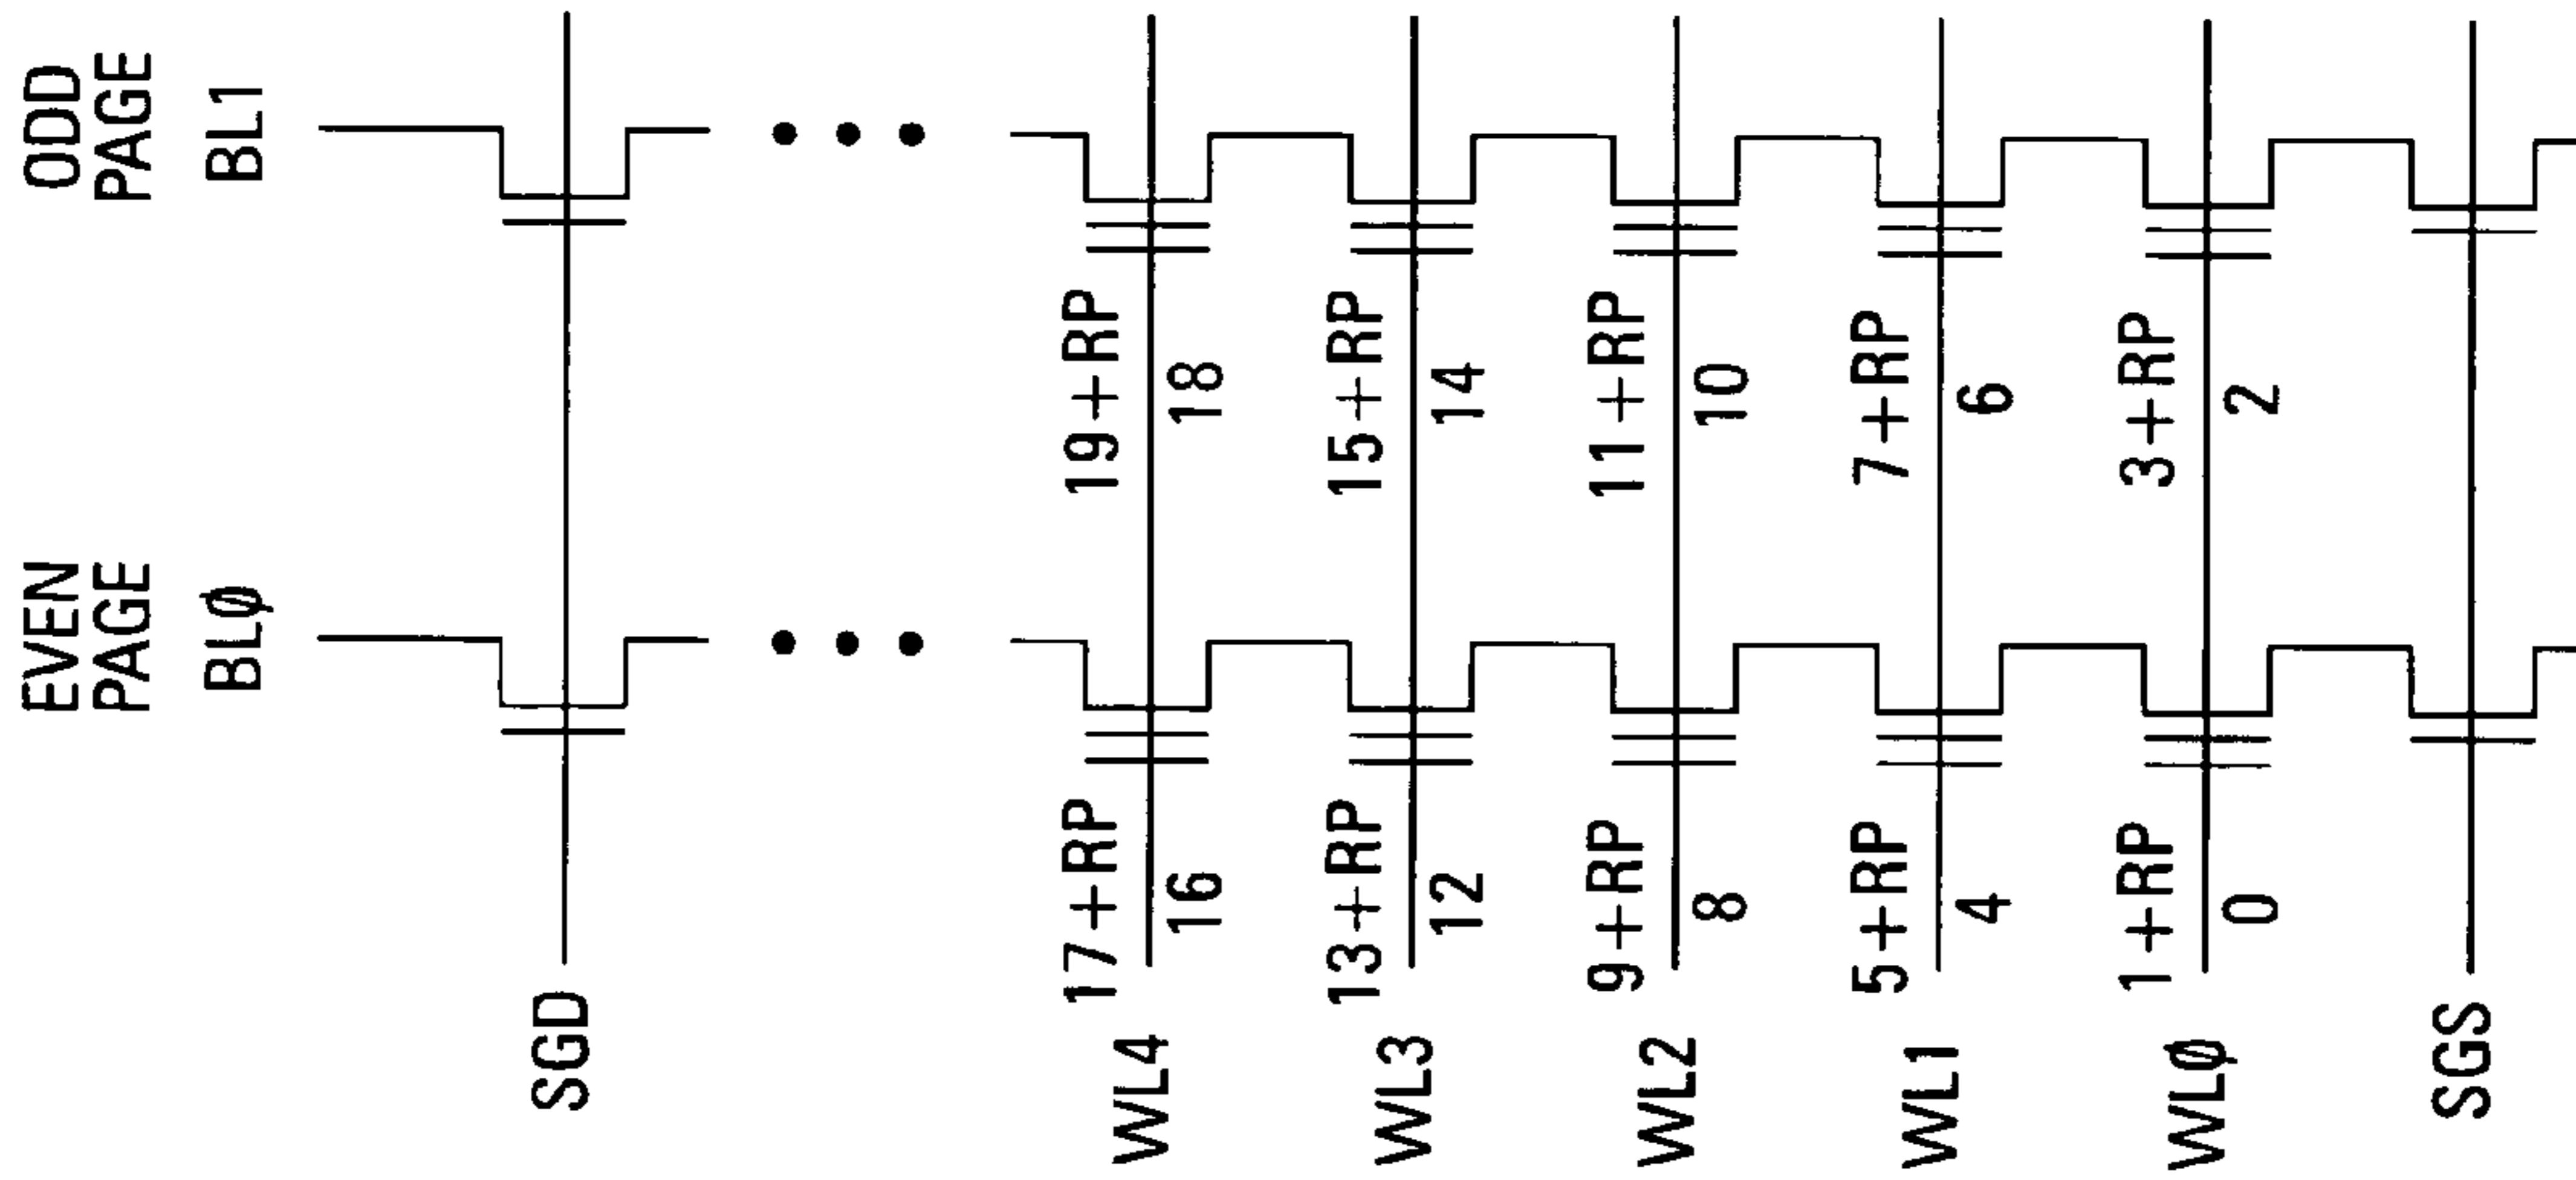 EVEN
PAGE
ODD
PAGE
BLØ
BL1
SGD
WL4
17+RP
16
19+RP
18
WL3
13+RP
12
15+RP
14
WL2
9+RP
8
11+RP
10
WL1
5+RP
4
7+RP
6
WLØ
1+RP
0
3+RP
2
SGS